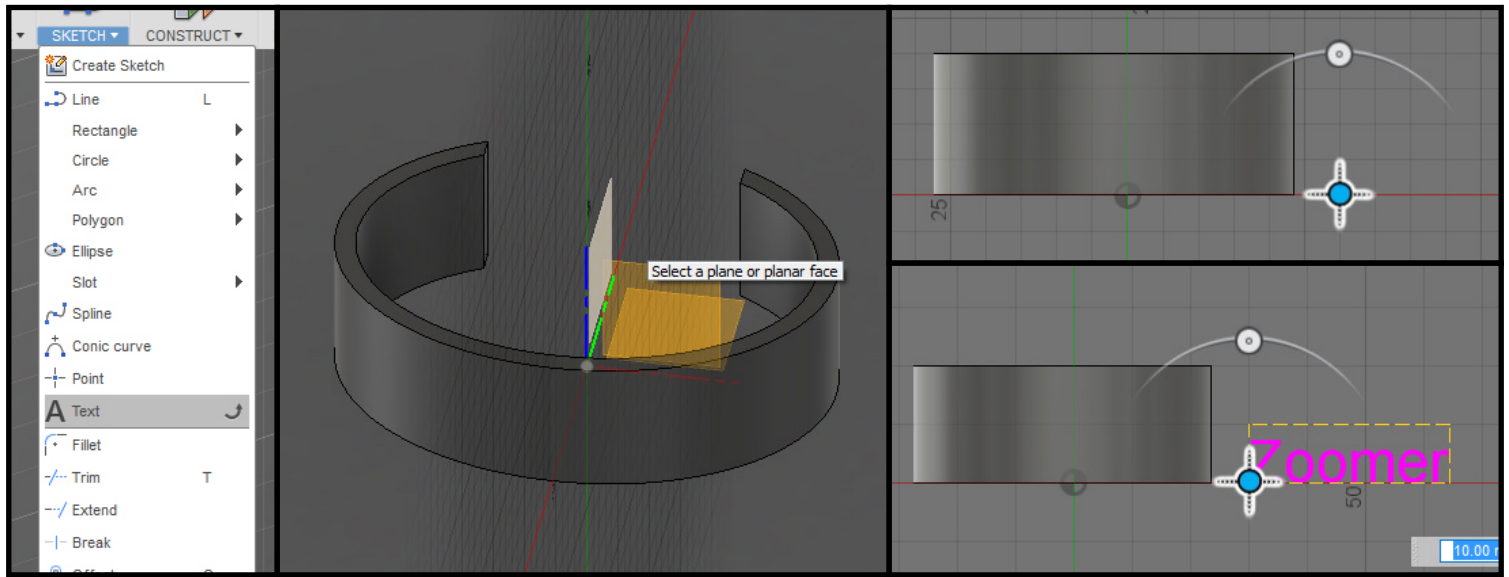 SKETCH ▾ CONSTRUCT ▾
Create Sketch
Line L
Rectangle
Circle
Arc
Polygon
Ellipse
Slot
Spline
Conic curve
Point
A Text
Fillet
Trim T
Extend
Break
Select a plane or planar face
25
Zoomer
50
10.00